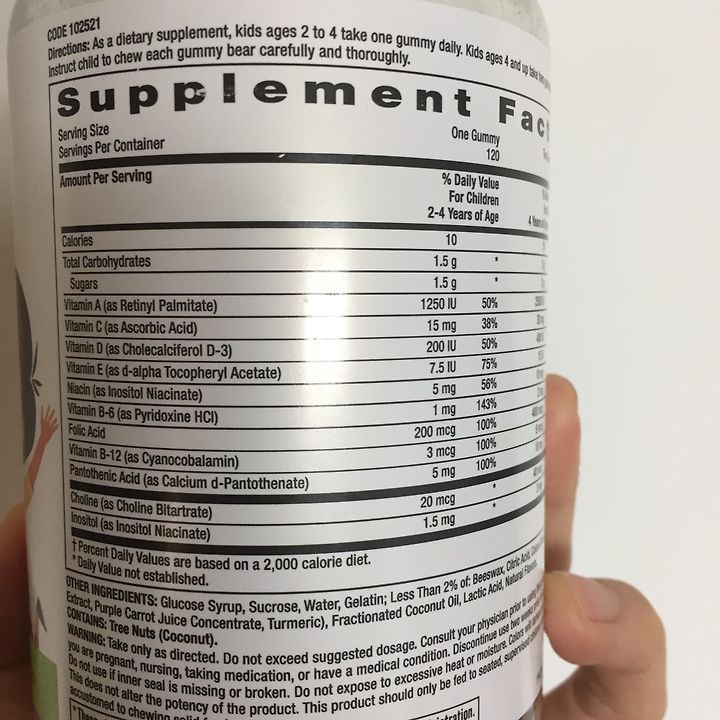 CODE 102521
Directions: As a dietary supplement, kids ages 2 to 4 take one gummy daily. Kids ages 4 and up take
Instruct child to chew each gummy bear carefully and thoroughly.
Supplement Fact
Serving Size One Gummy
Servings Per Container 120
Amount Per Serving % Daily Value
For Children
2-4 Years of Age
Calories 10
Total Carbohydrates 1.5 g *
Sugars 1.5 g *
Vitamin A (as Retinyl Palmitate) 1250 IU 50%
Vitamin C (as Ascorbic Acid) 15 mg 38%
Vitamin D (as Cholecalciferol D-3) 200 IU 50%
Vitamin E (as d-alpha Tocopheryl Acetate) 7.5 IU 75%
Niacin (as Inositol Niacinate) 5 mg 56%
Vitamin B-6 (as Pyridoxine HCl) 1 mg 143%
Folic Acid 200 mcg 100%
Vitamin B-12 (as Cyanocobalamin) 3 mcg 100%
Pantothenic Acid (as Calcium d-Pantothenate) 5 mg 100%
Choline (as Choline Bitartrate) 20 mcg *
Inositol (as Inositol Niacinate) 1.5 mg *
† Percent Daily Values are based on a 2,000 calorie diet.
* Daily Value not established.
OTHER INGREDIENTS: Glucose Syrup, Sucrose, Water, Gelatin; Less Than 2% of: Beeswax, Citric Acid,
Extract, Purple Carrot Juice Concentrate, Turmeric), Fractionated Coconut Oil, Lactic Acid, Natural Flavors.
CONTAINS: Tree Nuts (Coconut).
WARNING: Take only as directed. Do not exceed suggested dosage. Consult your physician prior to using
you are pregnant, nursing, taking medication, or have a medical condition. Discontinue use two weeks
Do not use if inner seal is missing or broken. Do not expose to excessive heat or moisture. Colors
This does not alter the potency of the product. This product should only be fed to seated, supervised
accustomed to chewing solid